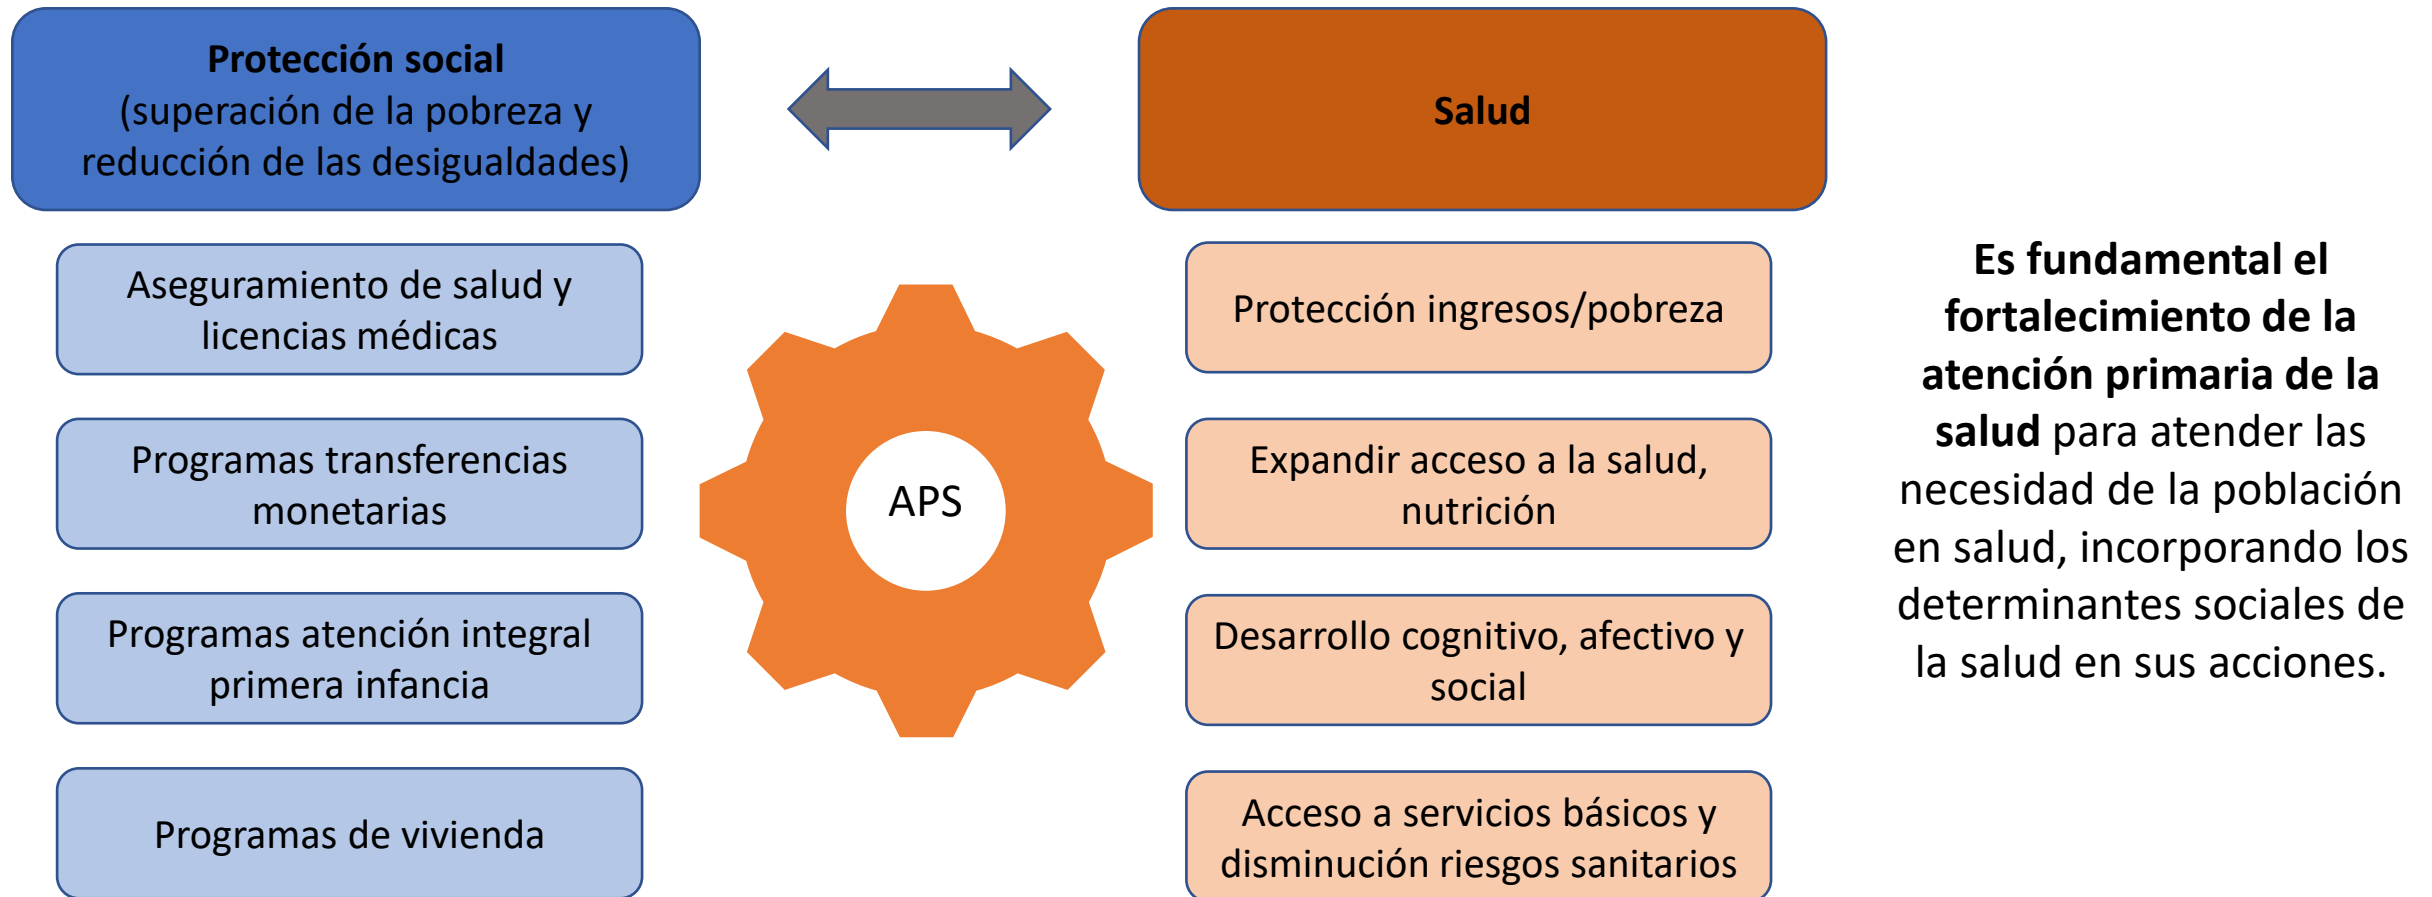 Protección social
(superación de la pobreza y
reducción de las desigualdades)
Salud
Aseguramiento de salud y
licencias médicas
Programas transferencias
monetarias
Programas atención integral
primera infancia
Programas de vivienda
APS
Protección ingresos/pobreza
Expandir acceso a la salud,
nutrición
Desarrollo cognitivo, afectivo y
social
Acceso a servicios básicos y
disminución riesgos sanitarios
Es fundamental el
fortalecimiento de la
atención primaria de la
salud para atender las
necesidad de la población
en salud, incorporando los
determinantes sociales de
la salud en sus acciones.